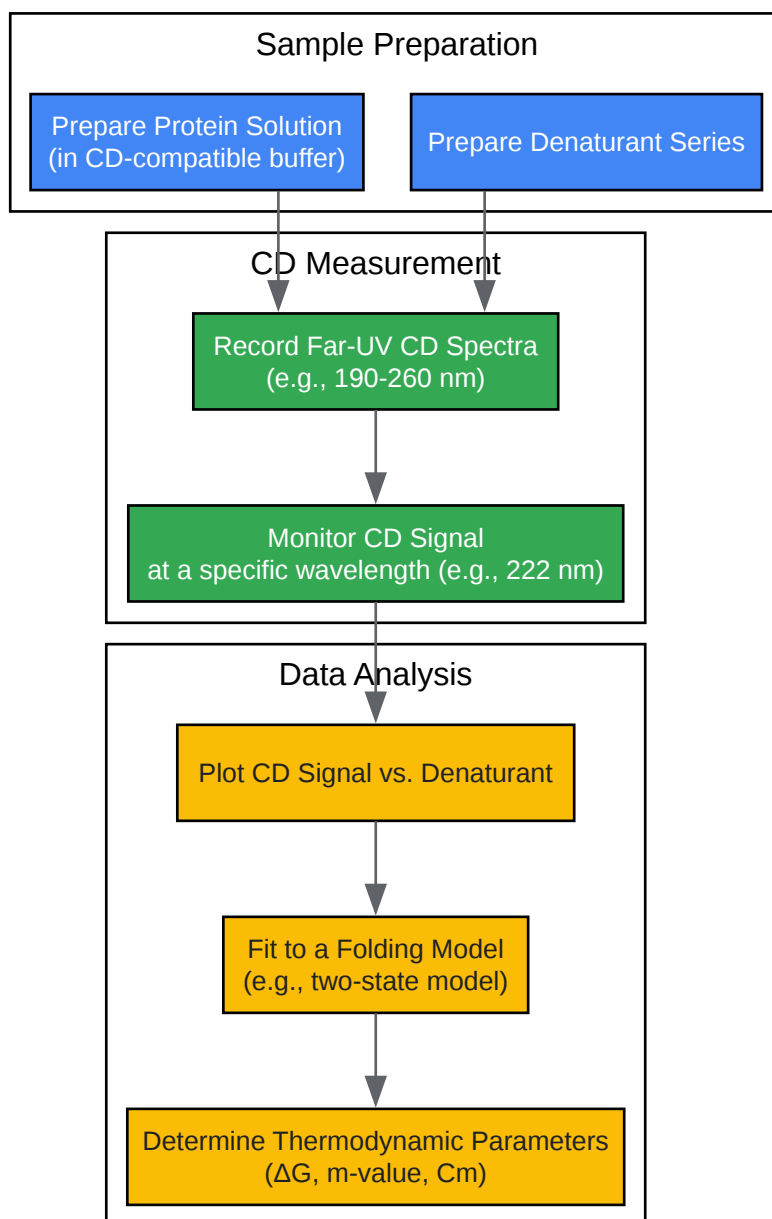 Sample Preparation
Prepare Protein Solution
(in CD-compatible buffer)
Prepare Denaturant Series
CD Measurement
Record Far-UV CD Spectra
(e.g., 190-260 nm)
Monitor CD Signal
at a specific wavelength (e.g., 222 nm)
Data Analysis
Plot CD Signal vs. Denaturant
Fit to a Folding Model
(e.g., two-state model)
Determine Thermodynamic Parameters
(ΔG, m-value, Cm)